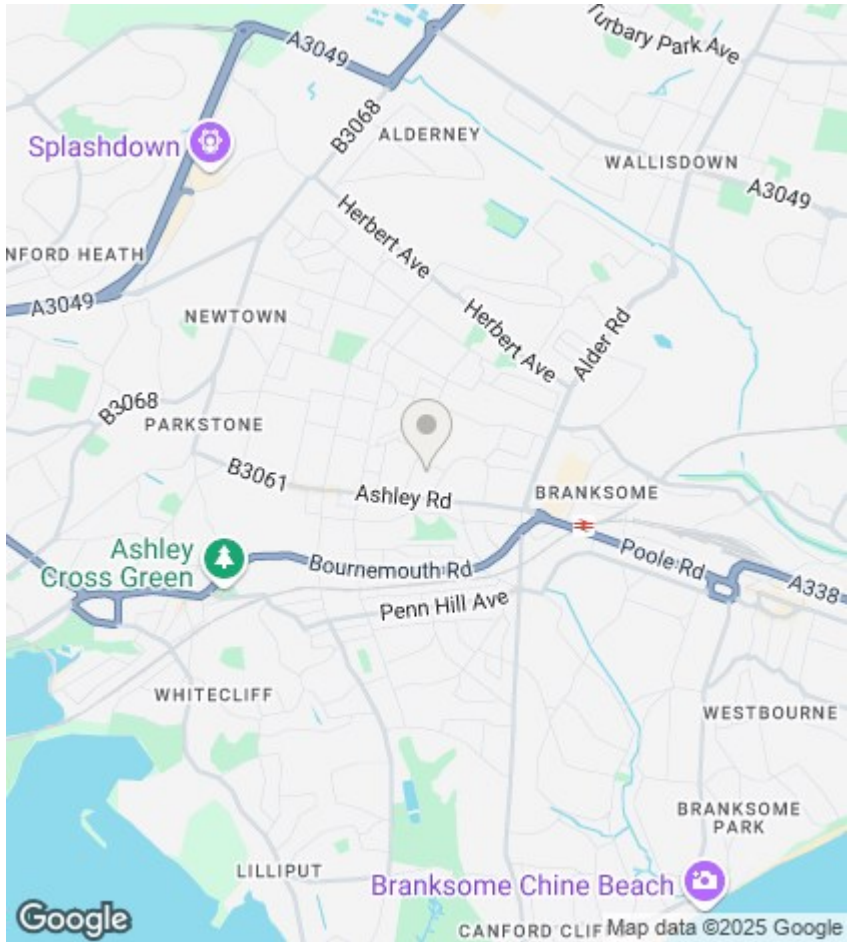 Turbary Park Ave
A3049
B3068
ALDERNEY
Splashdown
WALLISDOWN
A3049
Herbert Ave
NFORD HEATH
A3049
Herbert Ave
Alder Rd
NEWTOWN
B3068
PARKSTONE
B3061
Ashley Rd
BRANKSOME
Ashley
Cross Green
Bournemouth Rd
Poole Rd
A338
Penn Hill Ave
WHITECLIFF
WESTBOURNE
BRANKSOME
PARK
LILLIPUT
Branksome Chine Beach
Google
CANFORD CLIF
Map data ©2025 Google